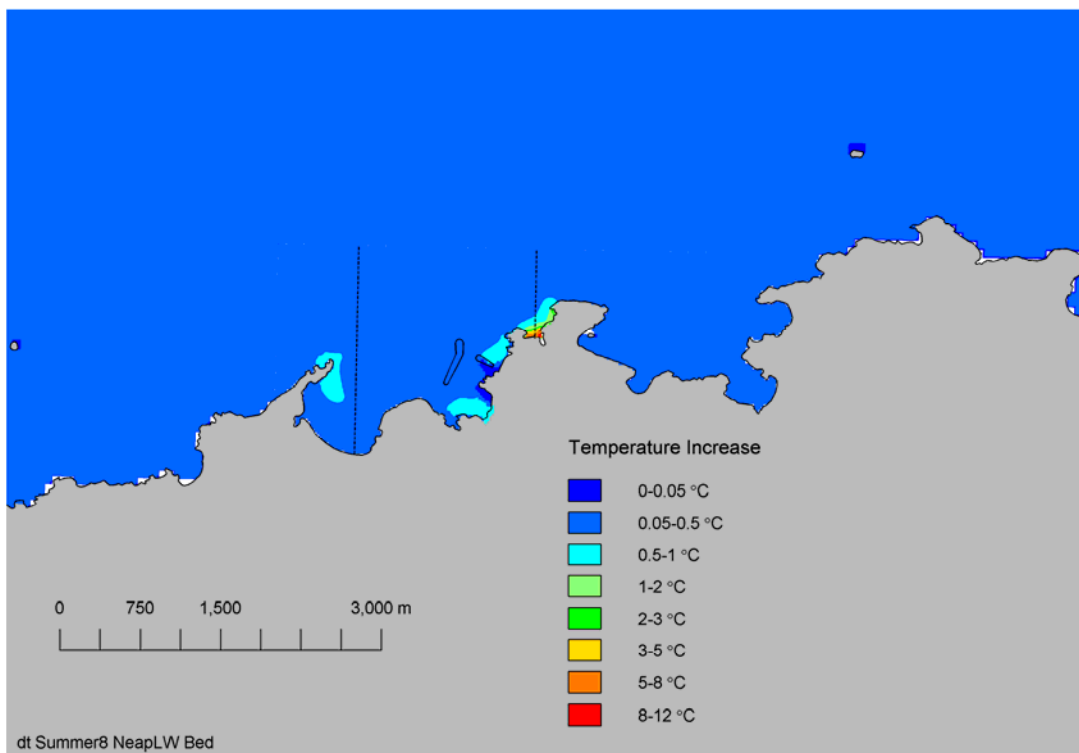 Temperature Increase
0-0.05 °C
0.05-0.5 °C
0.5-1 °C
1-2 °C
2-3 °C
3-5 °C
5-8 °C
8-12 °C
0 750 1,500 3,000 m
dt Summer8 NeapLW Bed